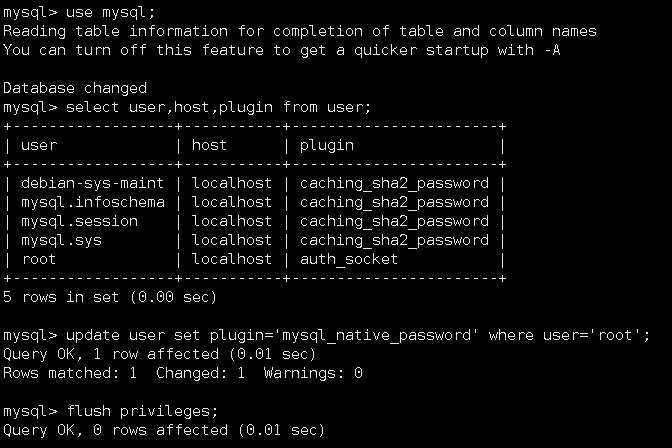 mysql> use mysql;
Reading table information for completion of table and column names
You can turn off this feature to get a quicker startup with -A

Database changed
mysql> select user,host,plugin from user;
+------------------+-----------+-----------------------+
| user             | host      | plugin                |
+------------------+-----------+-----------------------+
| debian-sys-maint | localhost | caching_sha2_password |
| mysql.infoschema | localhost | caching_sha2_password |
| mysql.session    | localhost | caching_sha2_password |
| mysql.sys        | localhost | caching_sha2_password |
| root             | localhost | auth_socket           |
+------------------+-----------+-----------------------+
5 rows in set (0.00 sec)

mysql> update user set plugin='mysql_native_password' where user='root';
Query OK, 1 row affected (0.01 sec)
Rows matched: 1  Changed: 1  Warnings: 0

mysql> flush privileges;
Query OK, 0 rows affected (0.01 sec)